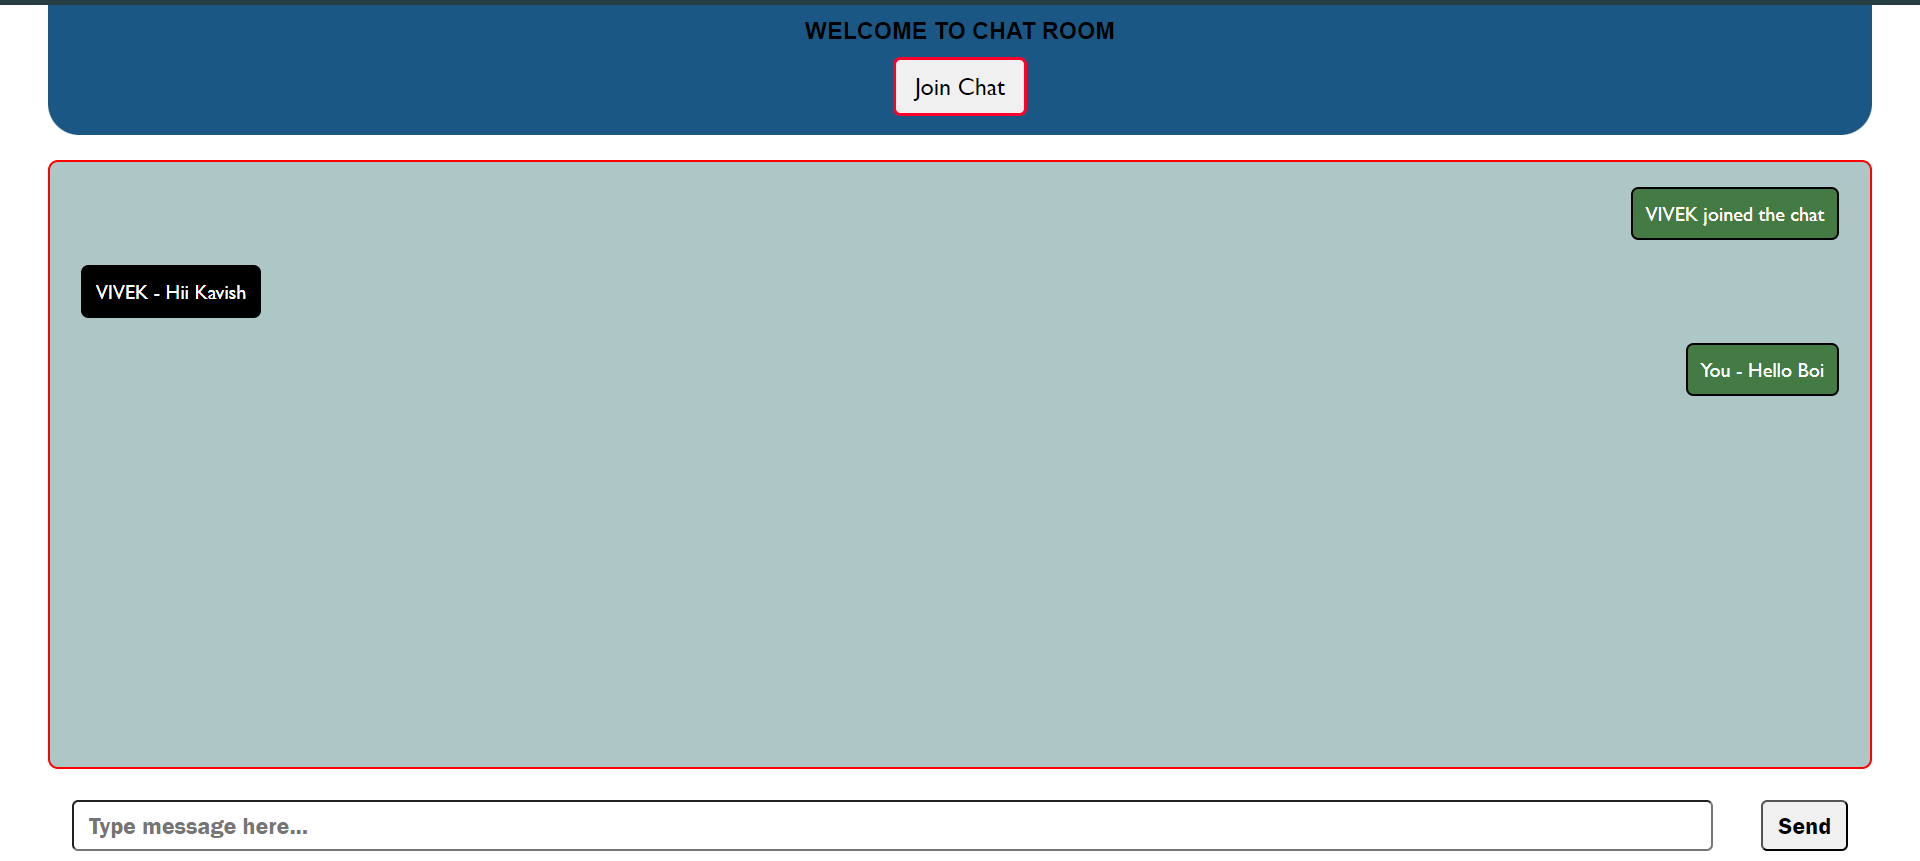 WELCOME TO CHAT ROOM
Join Chat
VIVEK joined the chat
VIVEK - Hii Kavish
You - Hello Boi
Type message here...
Send